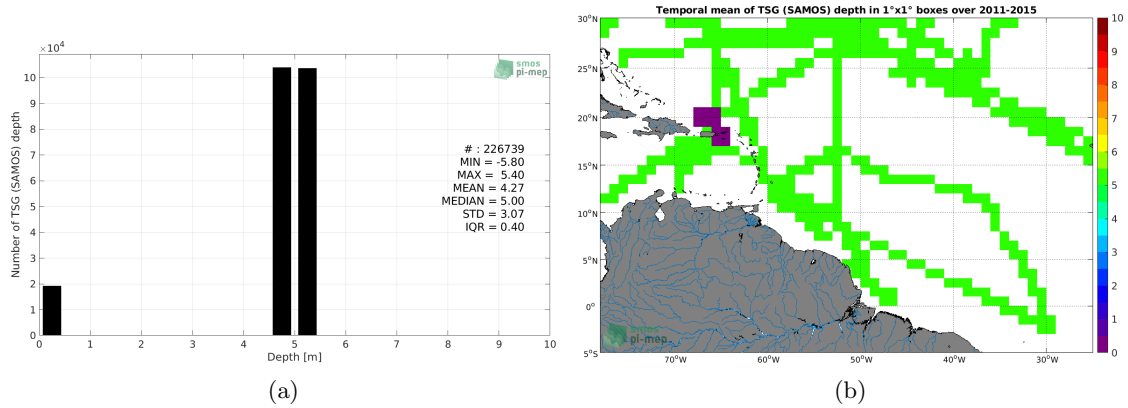 ×10⁴
10
9
8
7
6
5
4
3
2
1
0
Number of TSG (SAMOS) depth
smos
pi-mep
# : 226739
MIN = -5.80
MAX = 5.40
MEAN = 4.27
MEDIAN = 5.00
STD = 3.07
IQR = 0.40
0 1 2 3 4 5 6 7 8 9 10
Depth [m]
(a)
Temporal mean of TSG (SAMOS) depth in 1°x1° boxes over 2011-2015
30°N
25°N
20°N
15°N
10°N
5°N
0°
5°S
70°W 60°W 50°W 40°W 30°W
smos
pi-mep
10
9
8
7
6
5
4
3
2
1
0
(b)